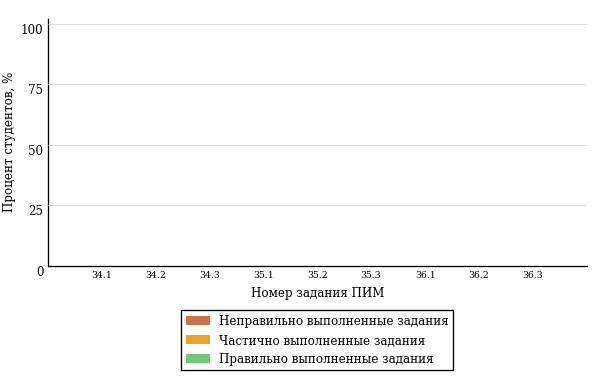 100
75
50
25
0
Процент студентов, %
34.1 34.2 34.3 35.1 35.2 35.3 36.1 36.2 36.3
Номер задания ПИМ
Неправильно выполненные задания
Частично выполненные задания
Правильно выполненные задания